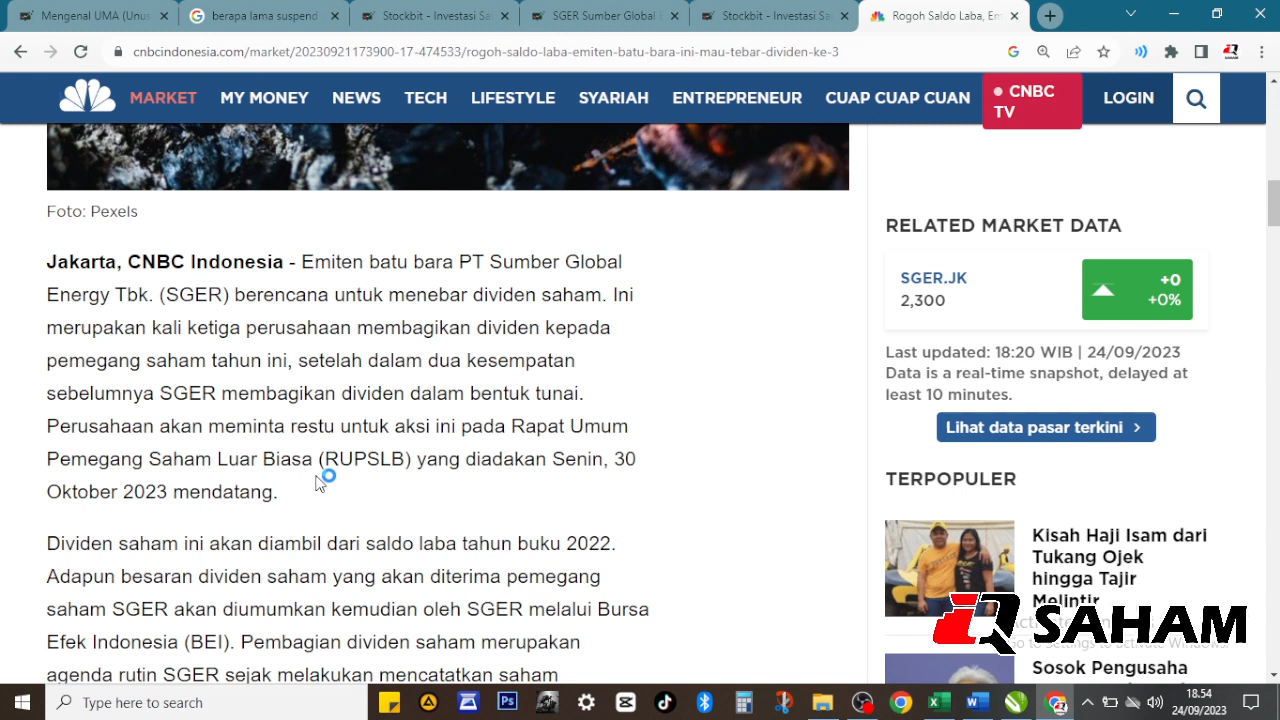 Mengenal UMA (Unus
berapa lama suspend
Stockbit - Investasi Sa
SGER Sumber Global
Stockbit - Investasi Sa
Rogoh Saldo Laba, Em
cnbcindonesia.com/market/20230921173900-17-474533/rogoh-saldo-laba-emiten-batu-bara-ini-mau-tebar-dividen-ke-3
MARKET MY MONEY NEWS TECH LIFESTYLE SYARIAH ENTREPRENEUR CUAP CUAP CUAN CNBC TV LOGIN
Foto: Pexels
Jakarta, CNBC Indonesia - Emiten batu bara PT Sumber Global
Energy Tbk. (SGER) berencana untuk menebar dividen saham. Ini
merupakan kali ketiga perusahaan membagikan dividen kepada
pemegang saham tahun ini, setelah dalam dua kesempatan
sebelumnya SGER membagikan dividen dalam bentuk tunai.
Perusahaan akan meminta restu untuk aksi ini pada Rapat Umum
Pemegang Saham Luar Biasa (RUPSLB) yang diadakan Senin, 30
Oktober 2023 mendatang.
Dividen saham ini akan diambil dari saldo laba tahun buku 2022.
Adapun besaran dividen saham yang akan diterima pemegang
saham SGER akan diumumkan kemudian oleh SGER melalui Bursa
Efek Indonesia (BEI). Pembagian dividen saham merupakan
agenda rutin SGER sejak melakukan mencatatkan saham
RELATED MARKET DATA
SGER.JK
2,300
+0
+0%
Last updated: 18:20 WIB | 24/09/2023
Data is a real-time snapshot, delayed at
least 10 minutes.
Lihat data pasar terkini
TERPOPULER
Kisah Haji Isam dari
Tukang Ojek
hingga Tajir
Melintir
SAHAM
to Settings to activate Windows.
Sosok Pengusaha
Type here to search
18.54
24/09/2023